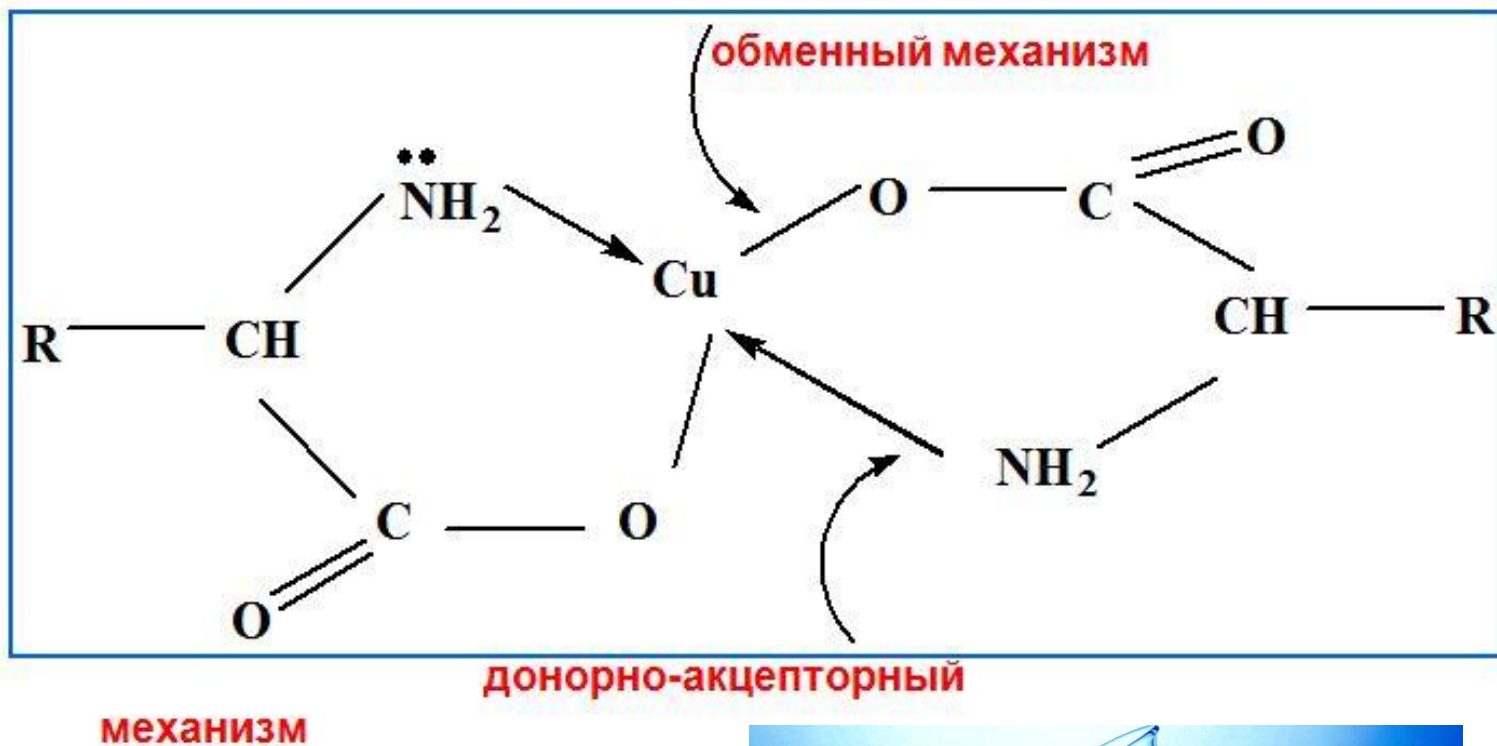 обменный механизм
O
NH2
O
C
Cu
R
CH
CH
R
C
O
NH2
O
донорно-акцепторный
механизм